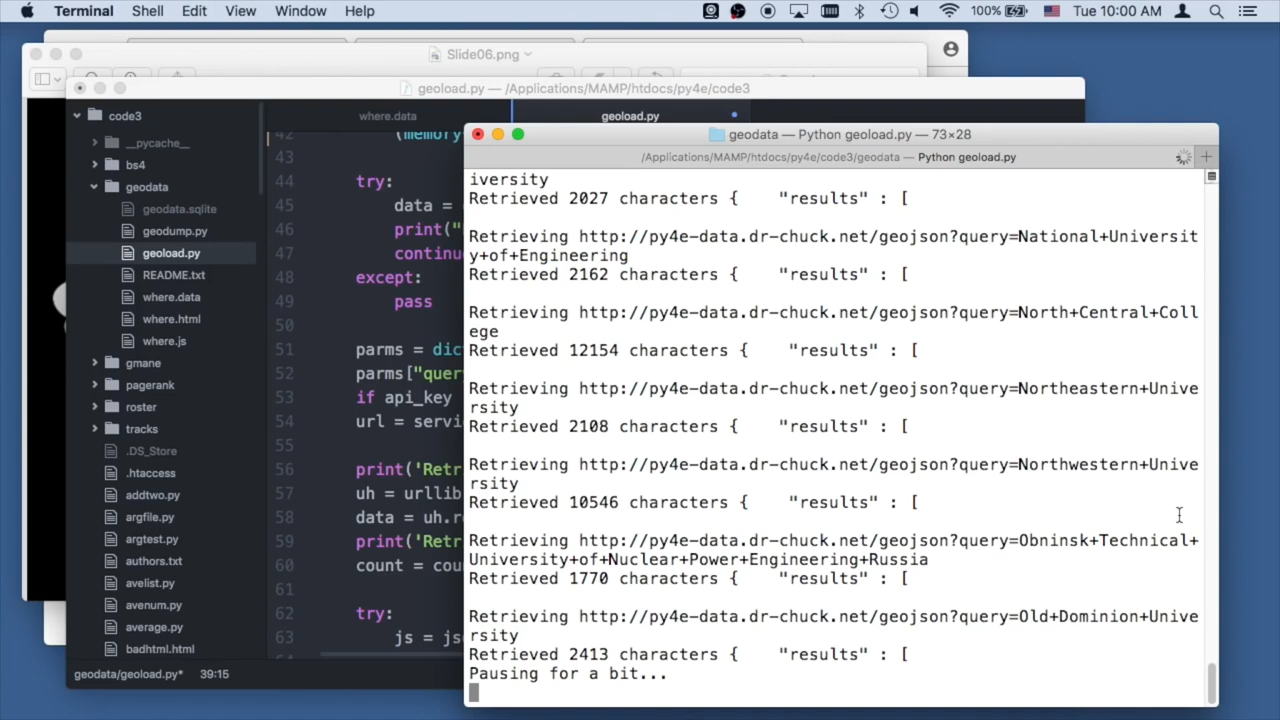 Terminal Shell Edit View Window Help 100% Tue 10:00 AM
Slide06.png
geoload.py — /Applications/MAMP/htdocs/py4e/code3
code3
where.data
geoload.py
__pycache__
bs4
geodata
geodata.sqlite
geodump.py
geoload.py
README.txt
where.data
where.html
where.js
gmane
pagerank
roster
tracks
.DS_Store
.htaccess
addtwo.py
argfile.py
argtest.py
authors.txt
avelist.py
avenum.py
average.py
badhtml.html
geodata/geoload.py* 39:15
42 (memory
43
44 try:
45 data =
46 print("
47 continu
48 except:
49 pass
50
51 parms = dic
52 parms["quer
53 if api_key
54 url = servi
55
56 print('Retr
57 uh = urllib
58 data = uh.r
59 print('Retr
60 count = cou
61
62 try:
63 js = js
geodata — Python geoload.py — 73×28
/Applications/MAMP/htdocs/py4e/code3/geodata — Python geoload.py +
iversity
Retrieved 2027 characters { "results" : [
Retrieving http://py4e-data.dr-chuck.net/geojson?query=National+Universit
y+of+Engineering
Retrieved 2162 characters { "results" : [
Retrieving http://py4e-data.dr-chuck.net/geojson?query=North+Central+Coll
ege
Retrieved 12154 characters { "results" : [
Retrieving http://py4e-data.dr-chuck.net/geojson?query=Northeastern+Unive
rsity
Retrieved 2108 characters { "results" : [
Retrieving http://py4e-data.dr-chuck.net/geojson?query=Northwestern+Unive
rsity
Retrieved 10546 characters { "results" : [
Retrieving http://py4e-data.dr-chuck.net/geojson?query=Obninsk+Technical+
University+of+Nuclear+Power+Engineering+Russia
Retrieved 1770 characters { "results" : [
Retrieving http://py4e-data.dr-chuck.net/geojson?query=Old+Dominion+Unive
rsity
Retrieved 2413 characters { "results" : [
Pausing for a bit...